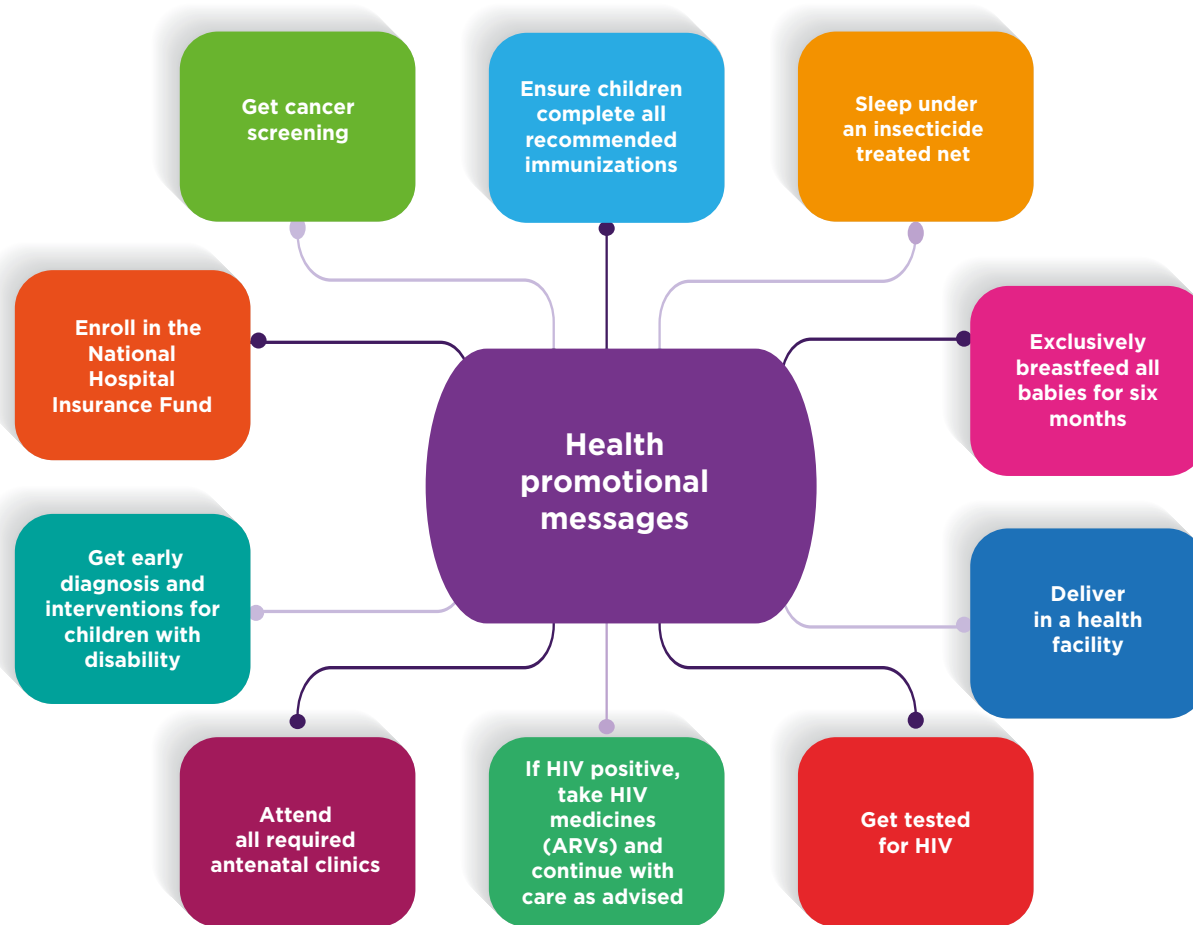 Get cancer
screening
Ensure children
complete all
recommended
immunizations
Sleep under
an insecticide
treated net
Enroll in the
National
Hospital
Insurance Fund
Exclusively
breastfeed all
babies for six
months
Health
promotional
messages
Get early
diagnosis and
interventions for
children with
disability
Deliver
in a health
facility
Attend
all required
antenatal clinics
If HIV positive,
take HIV
medicines
(ARVs) and
continue with
care as advised
Get tested
for HIV